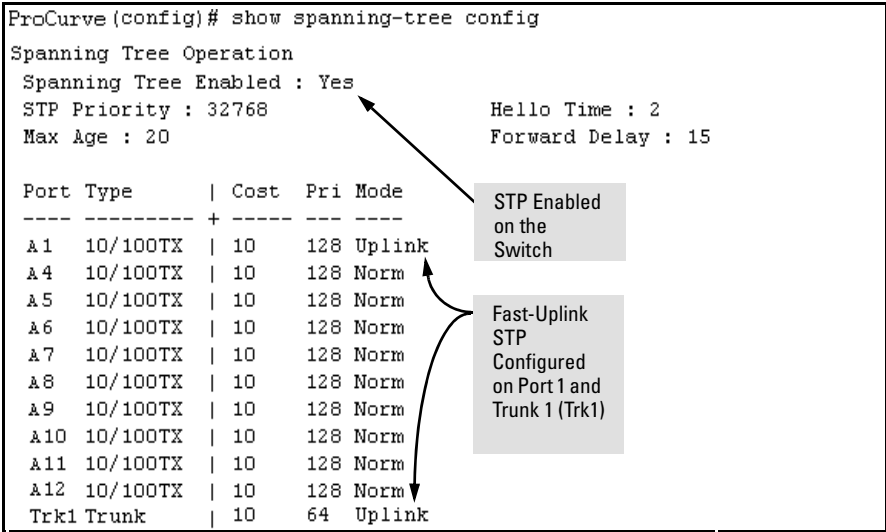 ProCurve (config)# show spanning-tree config
Spanning Tree Operation
Spanning Tree Enabled : Yes
STP Priority : 32768 Hello Time : 2
Max Age : 20 Forward Delay : 15
Port Type | Cost Pri Mode
---- --------- + ----- --- ----
A1 10/100TX | 10 128 Uplink
A4 10/100TX | 10 128 Norm
A5 10/100TX | 10 128 Norm
A6 10/100TX | 10 128 Norm
A7 10/100TX | 10 128 Norm
A8 10/100TX | 10 128 Norm
A9 10/100TX | 10 128 Norm
A10 10/100TX | 10 128 Norm
A11 10/100TX | 10 128 Norm
A12 10/100TX | 10 128 Norm
Trk1 Trunk | 10 64 Uplink
STP Enabled
on the
Switch
Fast-Uplink
STP
Configured
on Port 1 and
Trunk 1 (Trk1)